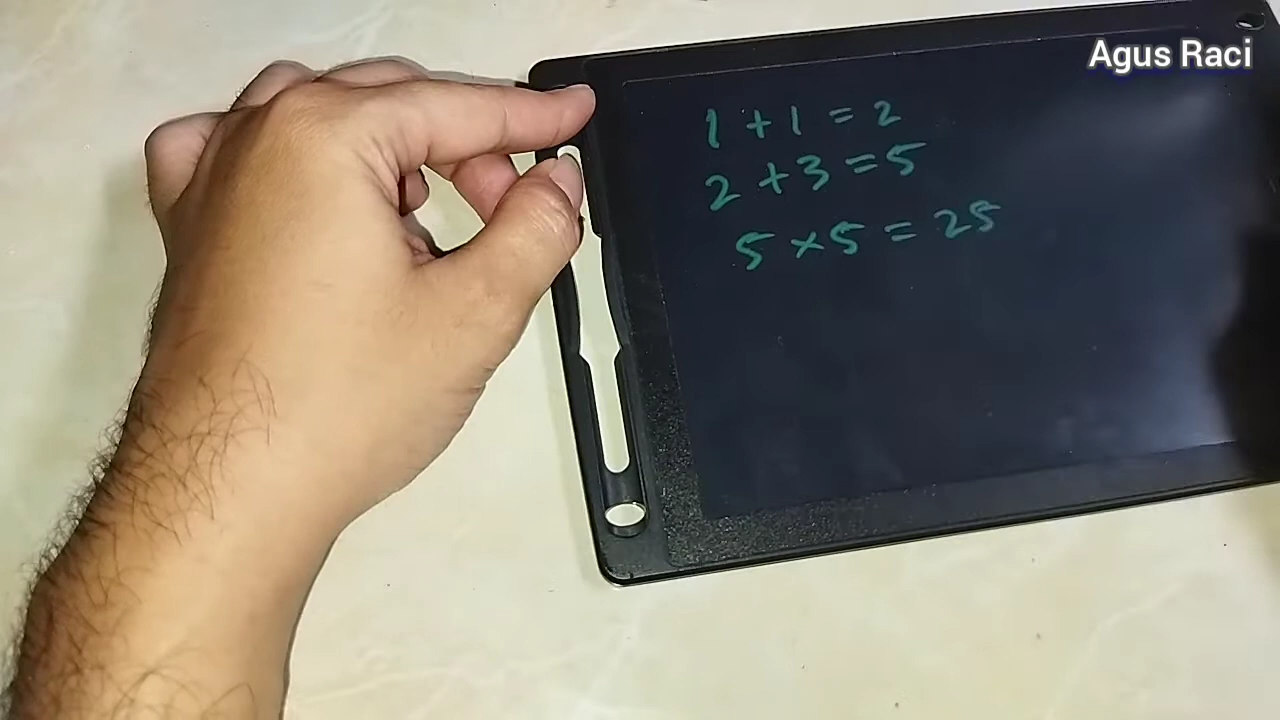 Agus Raci
1 + 1 = 2
2 + 3 = 5
5 × 5 = 25